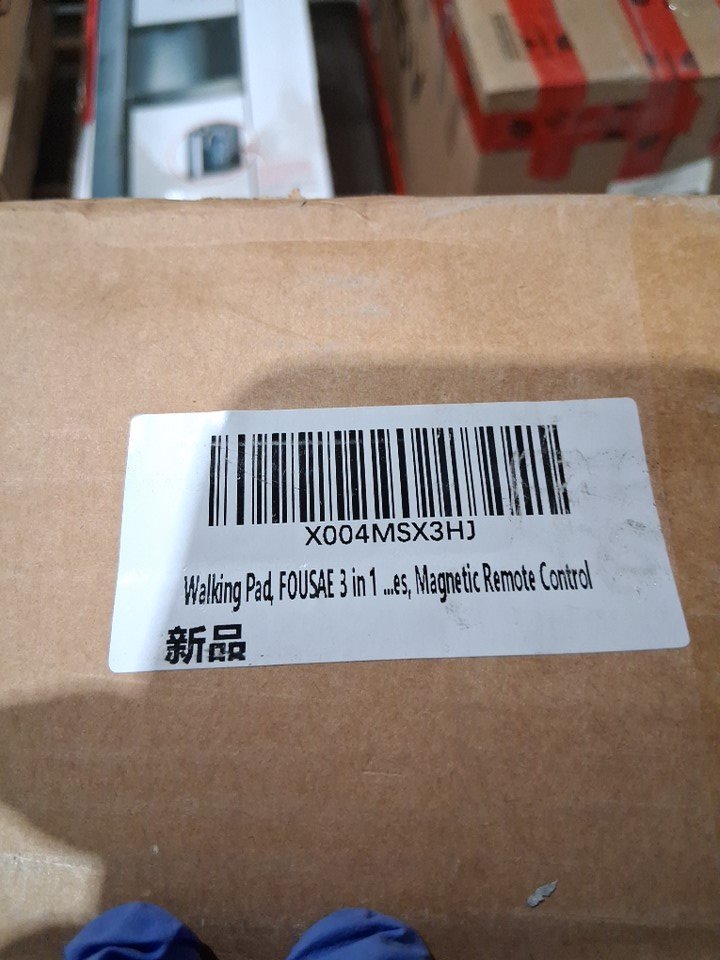 X004MSX3HJ
Walking Pad, FOUSAE 3 in 1 ...es, Magnetic Remote Control
新品